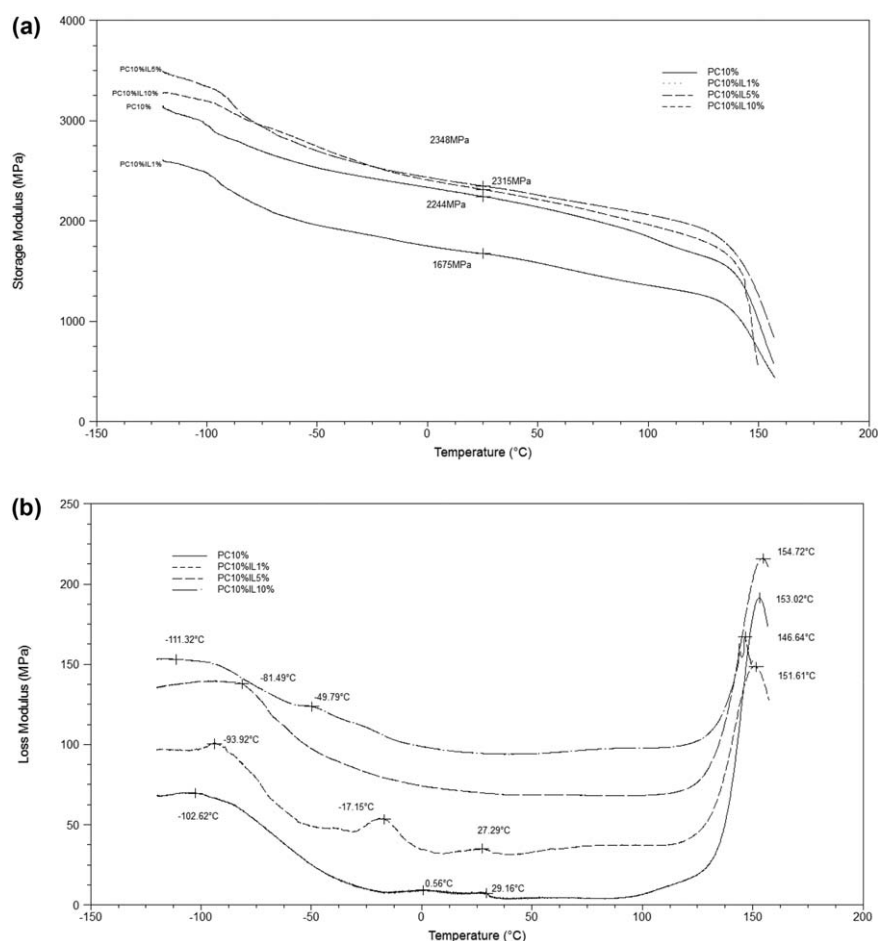 (a)
4000
3000
2000
1000
0
Storage Modulus (MPa)
PC10%IL5%
PC10%IL10%
PC10%
PC10%IL1%
PC10%
PC10%IL1%
PC10%IL5%
PC10%IL10%
2348MPa
2315MPa
2244MPa
1675MPa
-150
-100
-50
0
50
100
150
200
Temperature (°C)
(b)
250
200
150
100
50
0
Loss Modulus (MPa)
PC10%
PC10%IL1%
PC10%IL5%
PC10%IL10%
154.72°C
153.02°C
146.64°C
151.61°C
-111.32°C
-81.49°C
-49.79°C
-93.92°C
-17.15°C
27.29°C
-102.62°C
0.56°C
29.16°C
-150
-100
-50
0
50
100
150
200
Temperature (°C)